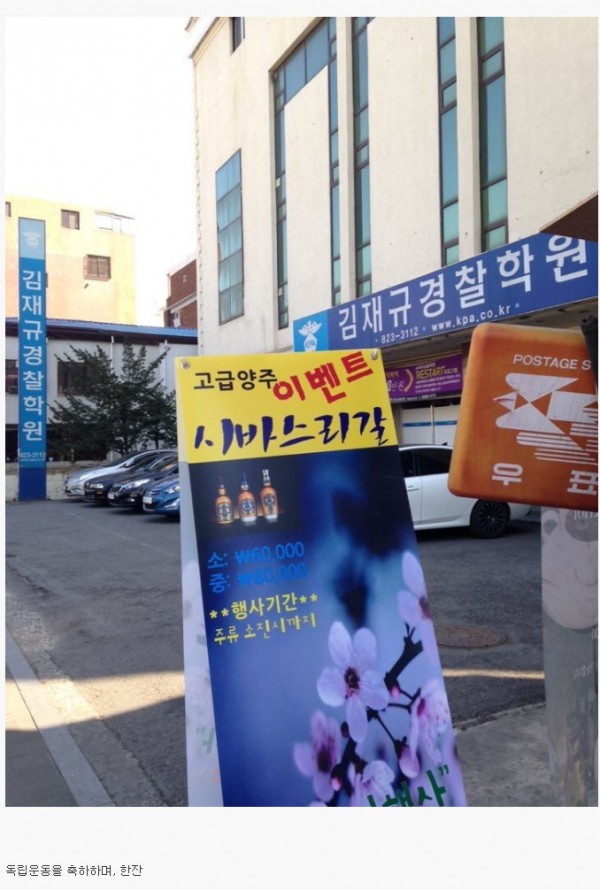 김재규경찰학원
823-3112
김재규경찰학원
823-3112 * www.kpa.co.kr
RESTART
고급양주 이벤트
시바스리갈
소: ₩60,000
중: ₩80,000
**행사기간**
주류 소진시까지
POSTAGE S
우 표
독립운동을 축하하며, 한잔